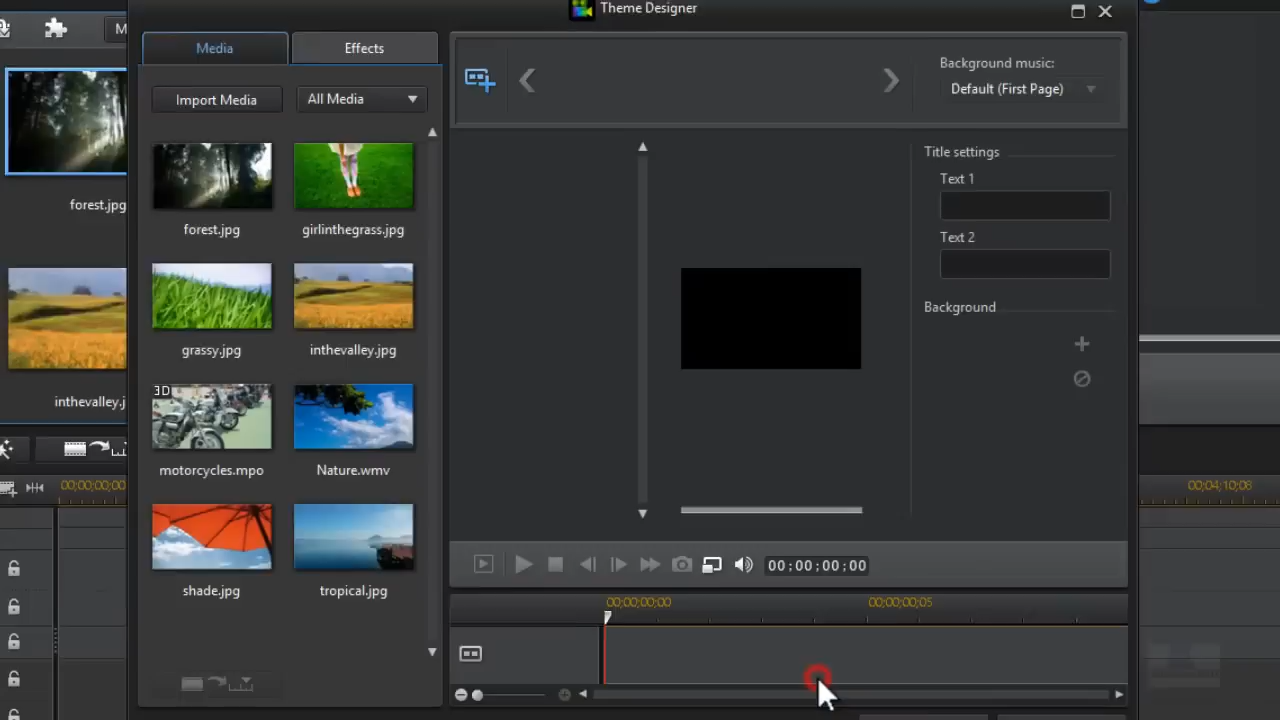 Theme Designer
M
Media
Effects
Background music:
Import Media
All Media
Default (First Page)
Title settings
Text 1
Text 2
Background
forest.jpg
forest.jpg
girlinthegrass.jpg
grassy.jpg
inthevalley.jpg
inthevalley.j
3D
motorcycles.mpo
Nature.wmv
shade.jpg
tropical.jpg
00;00;00;00
00;00;00;00
00;04;10;08
00;00;00;00
00;00;00;05